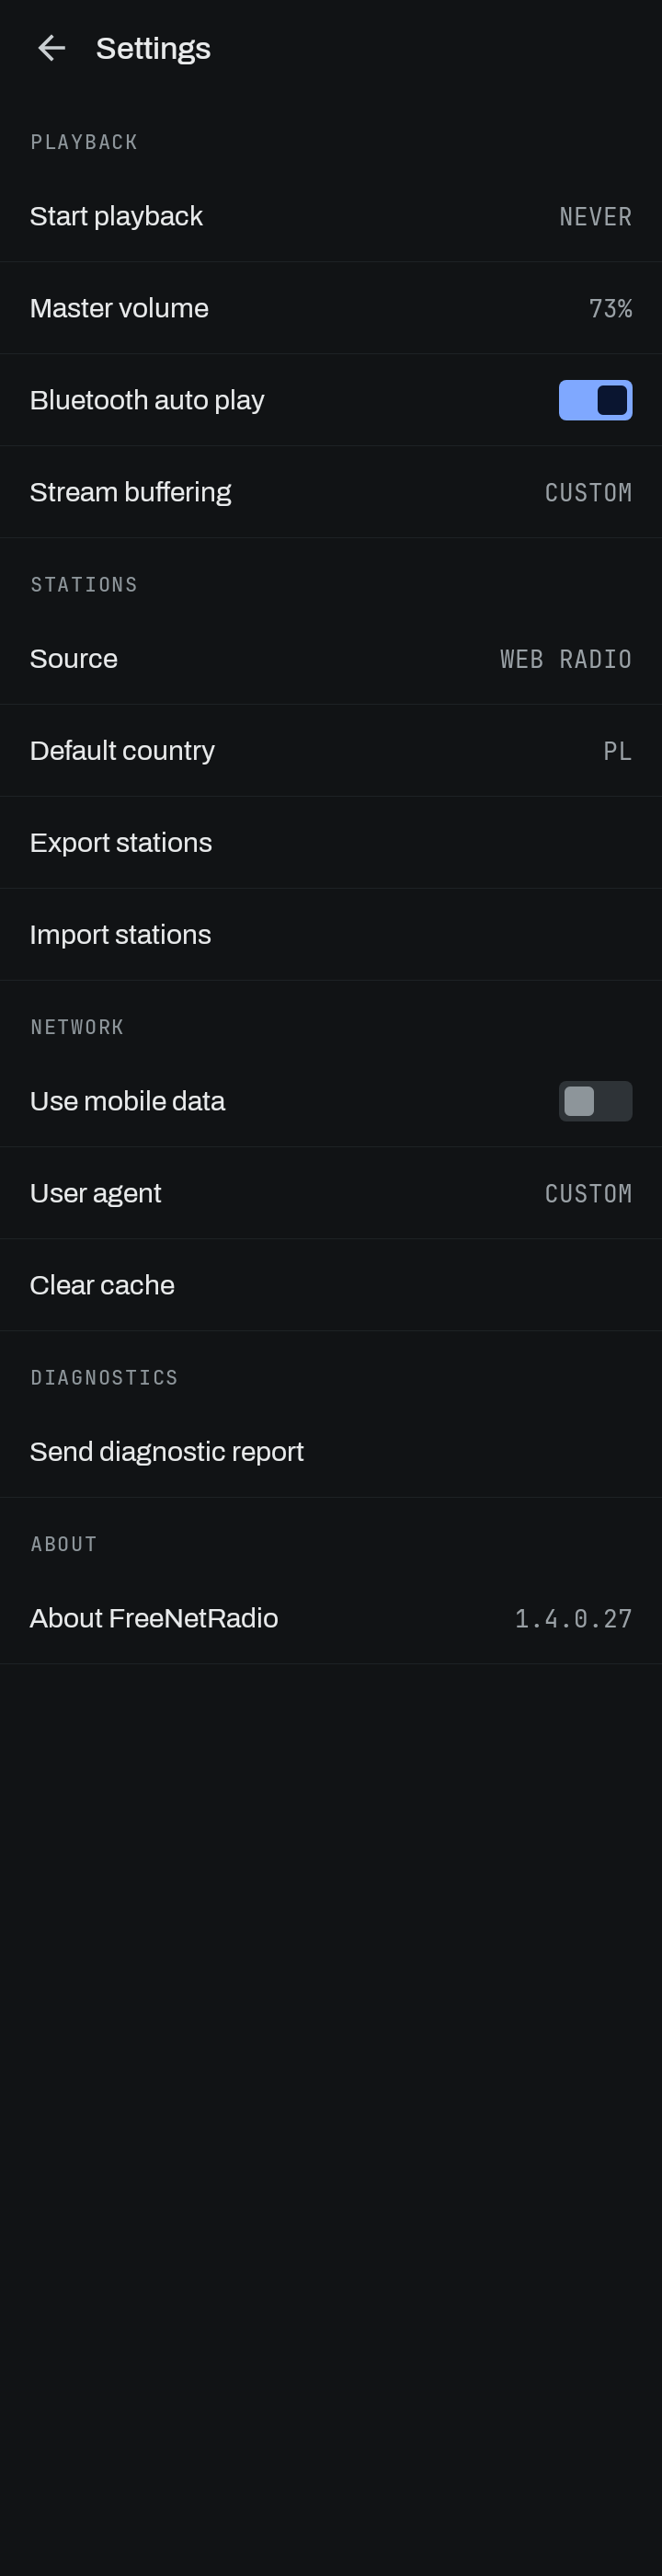 Settings
PLAYBACK
Start playback NEVER
Master volume 73%
Bluetooth auto play
Stream buffering CUSTOM
STATIONS
Source WEB RADIO
Default country PL
Export stations
Import stations
NETWORK
Use mobile data
User agent CUSTOM
Clear cache
DIAGNOSTICS
Send diagnostic report
ABOUT
About FreeNetRadio 1.4.0.27